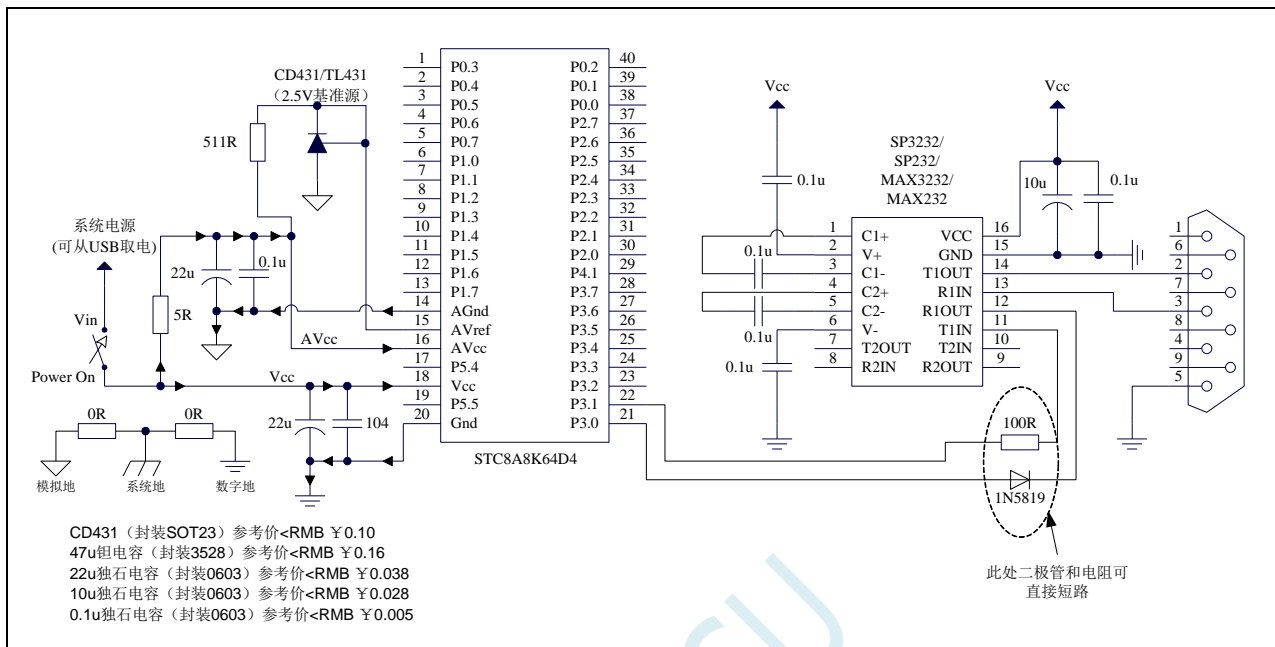 CD431/TL431
（2.5V基准源）
511R
系统电源
(可从USB取电)
22u
0.1u
5R
Vin
Power On
AVcc
Vcc
22u
104
0R
0R
模拟地
系统地
数字地
1 P0.3 P0.2 40
2 P0.4 P0.1 39
3 P0.5 P0.0 38
4 P0.6 P2.7 37
5 P0.7 P2.6 36
6 P1.0 P2.5 35
7 P1.1 P2.4 34
8 P1.2 P2.3 33
9 P1.3 P2.2 32
10 P1.4 P2.1 31
11 P1.5 P2.0 30
12 P1.6 P4.1 29
13 P1.7 P3.7 28
14 AGnd P3.6 27
15 AVref P3.5 26
16 AVcc P3.4 25
17 P5.4 P3.3 24
18 Vcc P3.2 23
19 P5.5 P3.1 22
20 Gnd P3.0 21
STC8A8K64D4
Vcc
0.1u
0.1u
0.1u
0.1u
SP3232/
SP232/
MAX3232/
MAX232
Vcc
10u
0.1u
1 C1+ VCC 16
2 V+ GND 15
3 C1- T1OUT 14
4 C2+ R1IN 13
5 C2- R1OUT 12
6 V- T1IN 11
7 T2OUT T2IN 10
8 R2IN R2OUT 9
1
6
2
7
3
8
4
9
5
100R
1N5819
此处二极管和电阻可
直接短路
CD431（封装SOT23）参考价<RMB ￥0.10
47u钽电容（封装3528）参考价<RMB ￥0.16
22u独石电容（封装0603）参考价<RMB ￥0.038
10u独石电容（封装0603）参考价<RMB ￥0.028
0.1u独石电容（封装0603）参考价<RMB ￥0.005